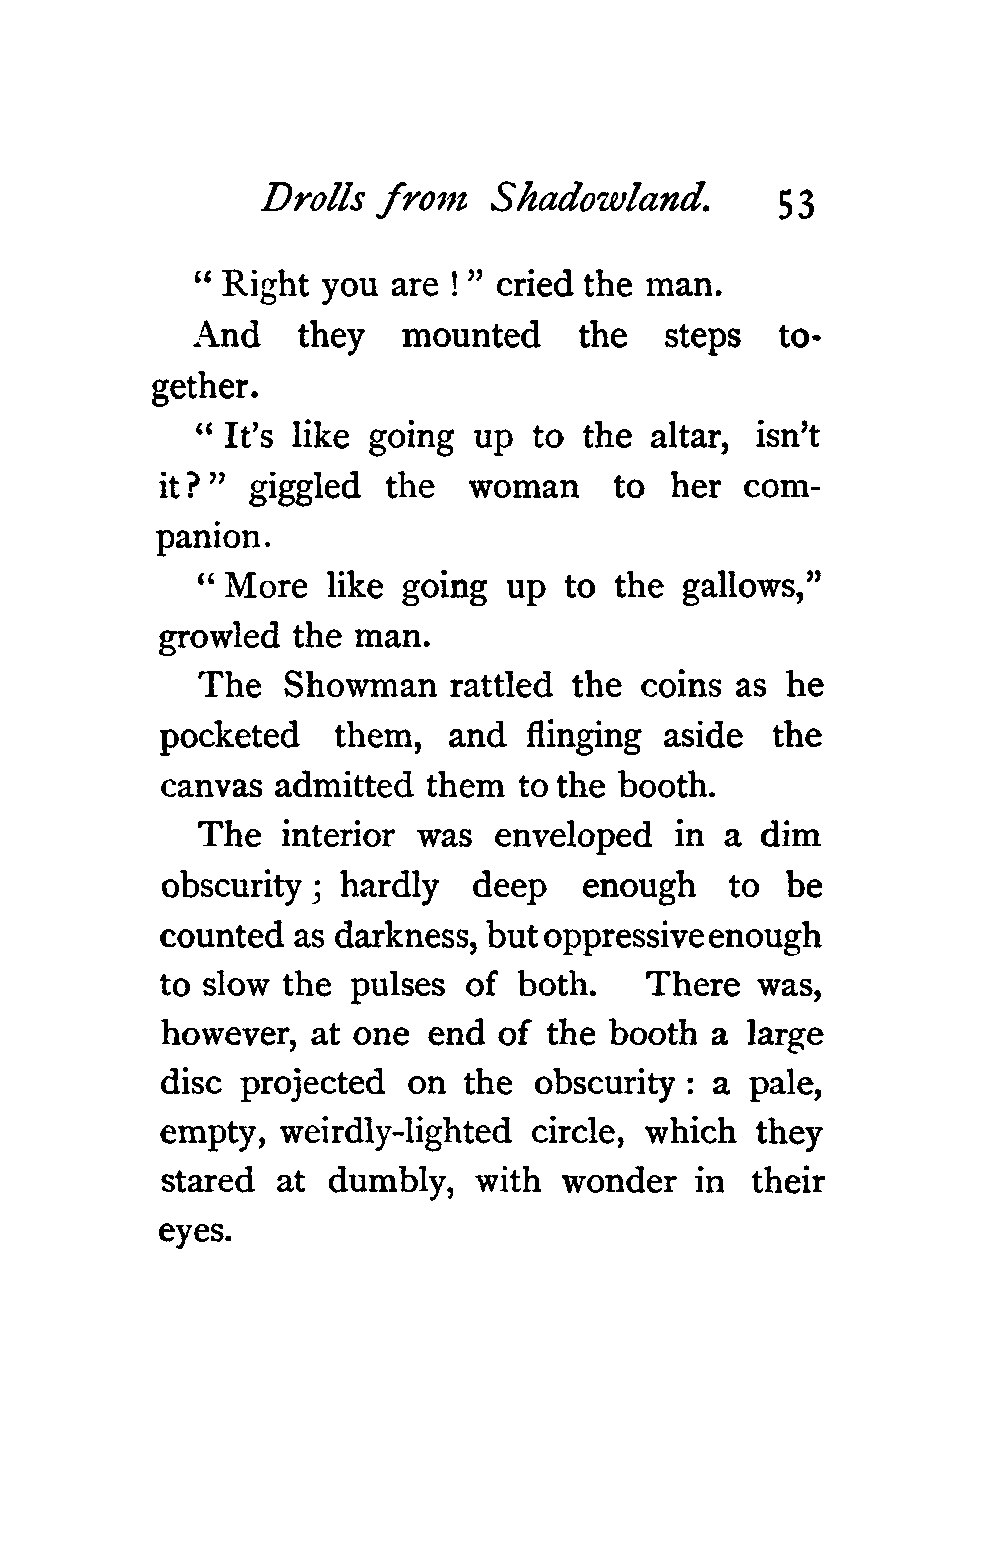 Drolls from Shadowland. 53
“ Right you are ! ” cried the man.
And they mounted the steps to-
gether.
“ It’s like going up to the altar, isn’t
it? ” giggled the woman to her com-
panion.
“ More like going up to the gallows,”
growled the man.
The Showman rattled the coins as he
pocketed them, and flinging aside the
canvas admitted them to the booth.
The interior was enveloped in a dim
obscurity ; hardly deep enough to be
counted as darkness, but oppressive enough
to slow the pulses of both. There was,
however, at one end of the booth a large
disc projected on the obscurity : a pale,
empty, weirdly-lighted circle, which they
stared at dumbly, with wonder in their
eyes.